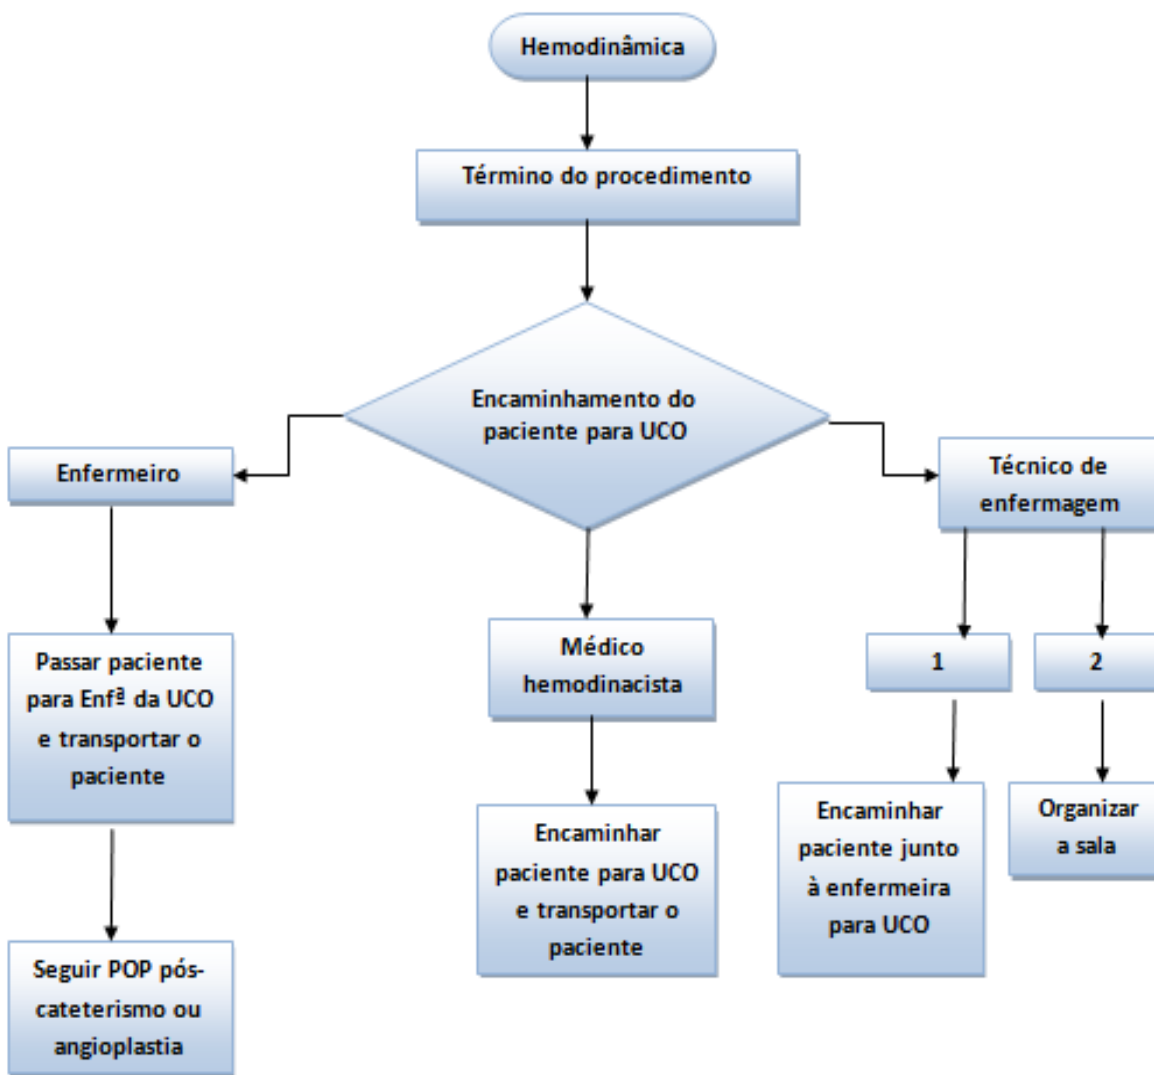 Hemodinâmica
Término do procedimento
Encaminhamento do
paciente para UCO
Enfermeiro
Técnico de
enfermagem
Passar paciente
para Enfª da UCO
e transportar o
paciente
Médico
hemodinacista
1
2
Encaminhar
paciente para UCO
e transportar o
paciente
Encaminhar
paciente junto
à enfermeira
para UCO
Organizar
a sala
Seguir POP pós-
cateterismo ou
angioplastia